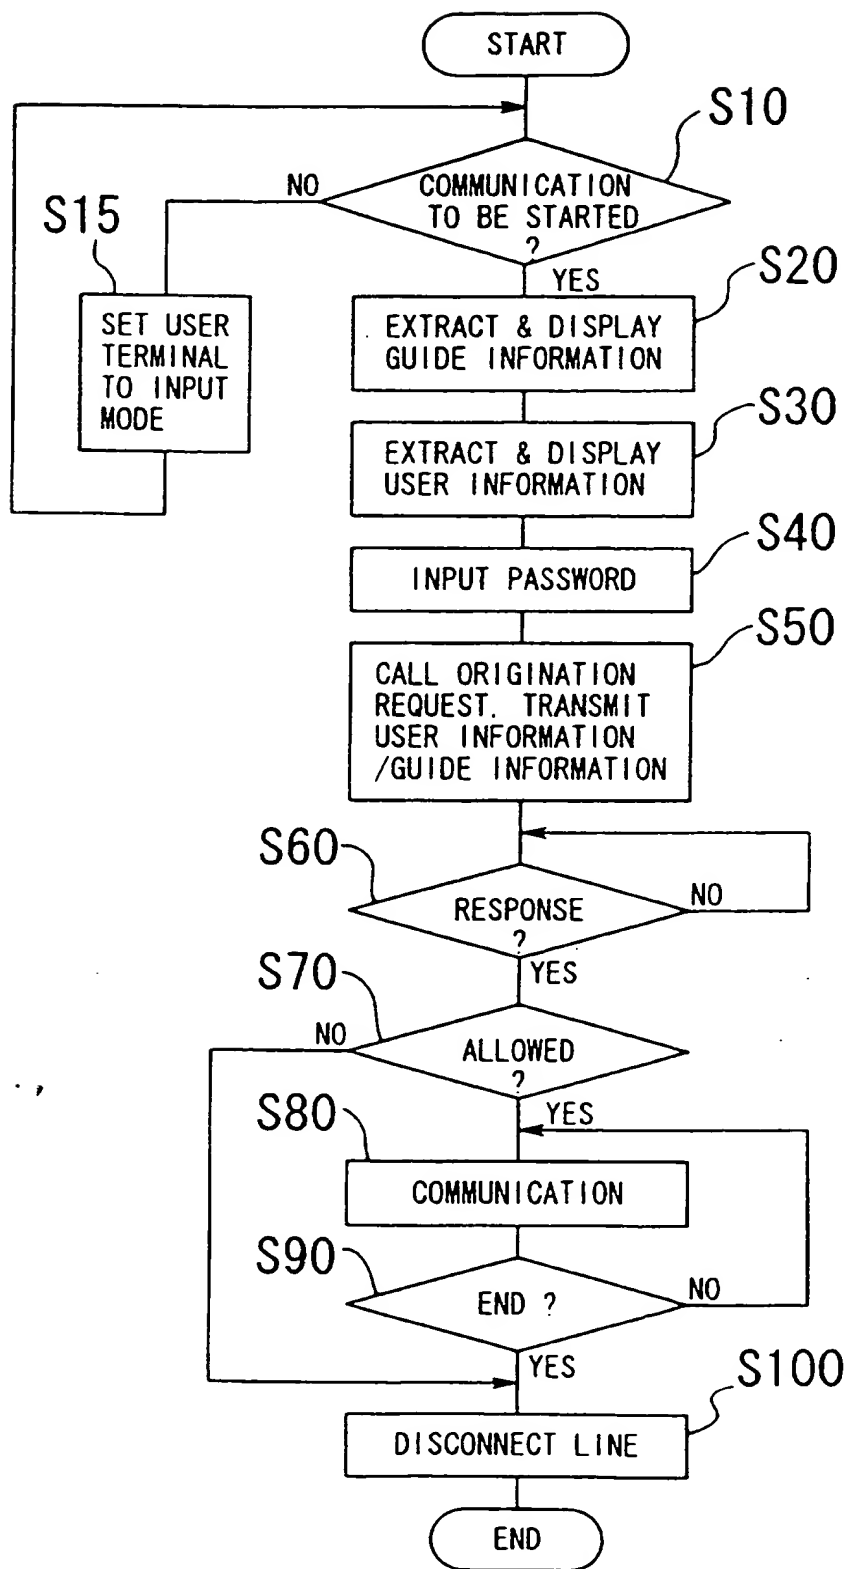 START
S10
COMMUNICATION
TO BE STARTED
?
NO
YES
S15
SET USER
TERMINAL
TO INPUT
MODE
S20
EXTRACT & DISPLAY
GUIDE INFORMATION
S30
EXTRACT & DISPLAY
USER INFORMATION
S40
INPUT PASSWORD
S50
CALL ORIGINATION
REQUEST. TRANSMIT
USER INFORMATION
/GUIDE INFORMATION
S60
RESPONSE
?
NO
YES
S70
NO
ALLOWED
?
YES
S80
COMMUNICATION
S90
END ?
NO
YES
S100
DISCONNECT LINE
END